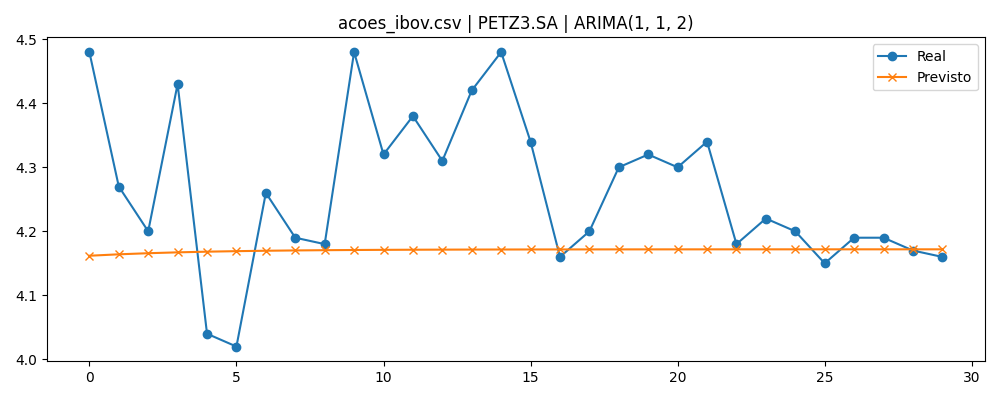 acoes_ibov.csv | PETZ3.SA | ARIMA(1, 1, 2)
Real
Previsto
4.5
4.4
4.3
4.2
4.1
4.0
0 5 10 15 20 25 30